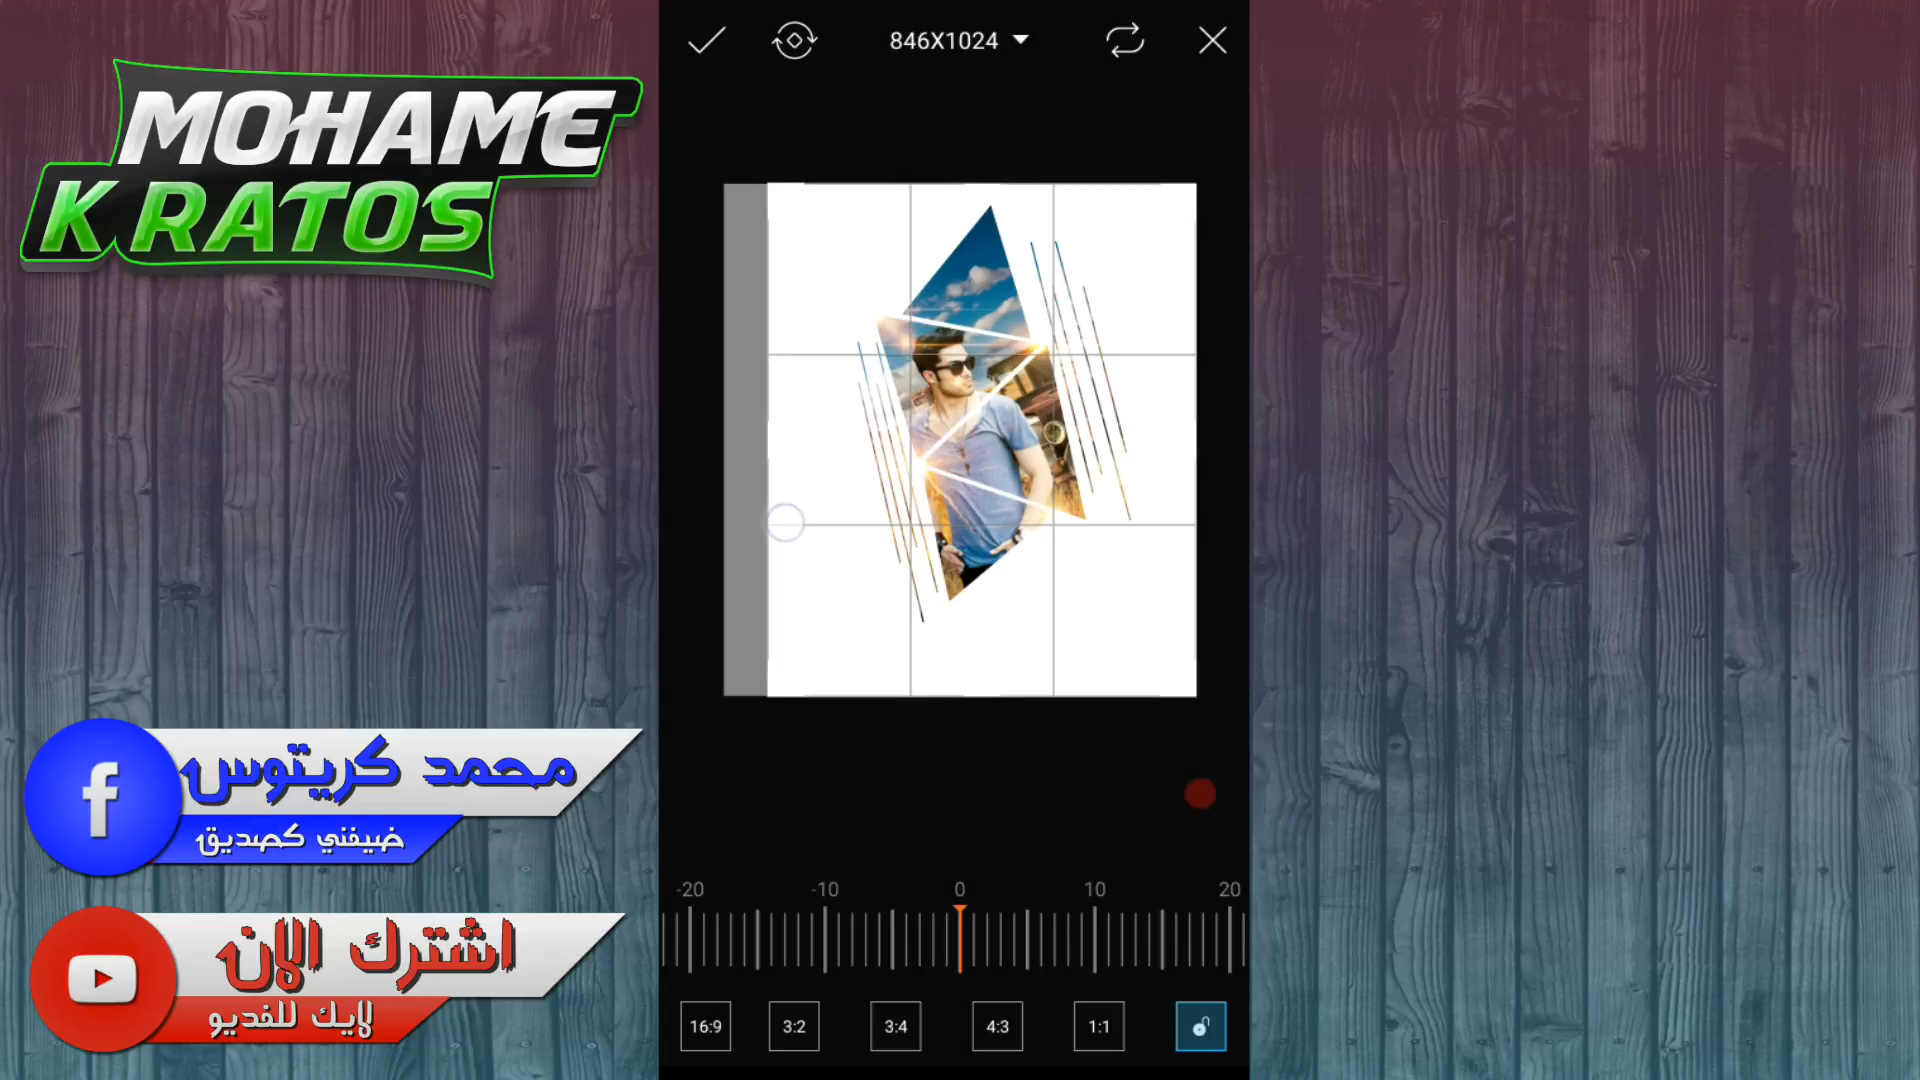 MOHAME
KRATOS
846X1024
محمد كريتوس
ضيفني كصديق
اشترك الان
لايك للفديو
-20 -10 0 10 20
16:9 3:2 3:4 4:3 1:1